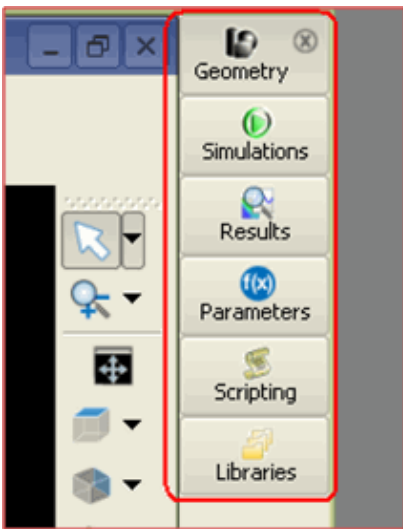 Geometry
Simulations
Results
f(x)
Parameters
Scripting
Libraries